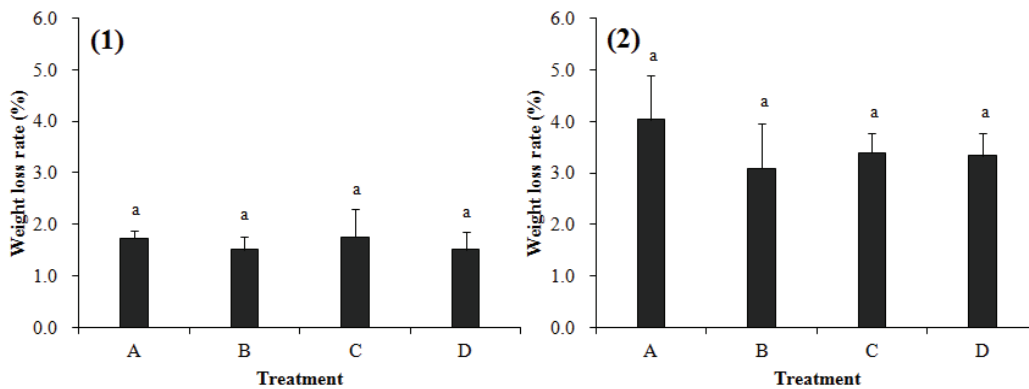 (1)
Weight loss rate (%)
6.0
5.0
4.0
3.0
2.0
1.0
0.0
a
a
a
a
A
B
C
D
Treatment
(2)
Weight loss rate (%)
6.0
5.0
4.0
3.0
2.0
1.0
0.0
a
a
a
a
A
B
C
D
Treatment